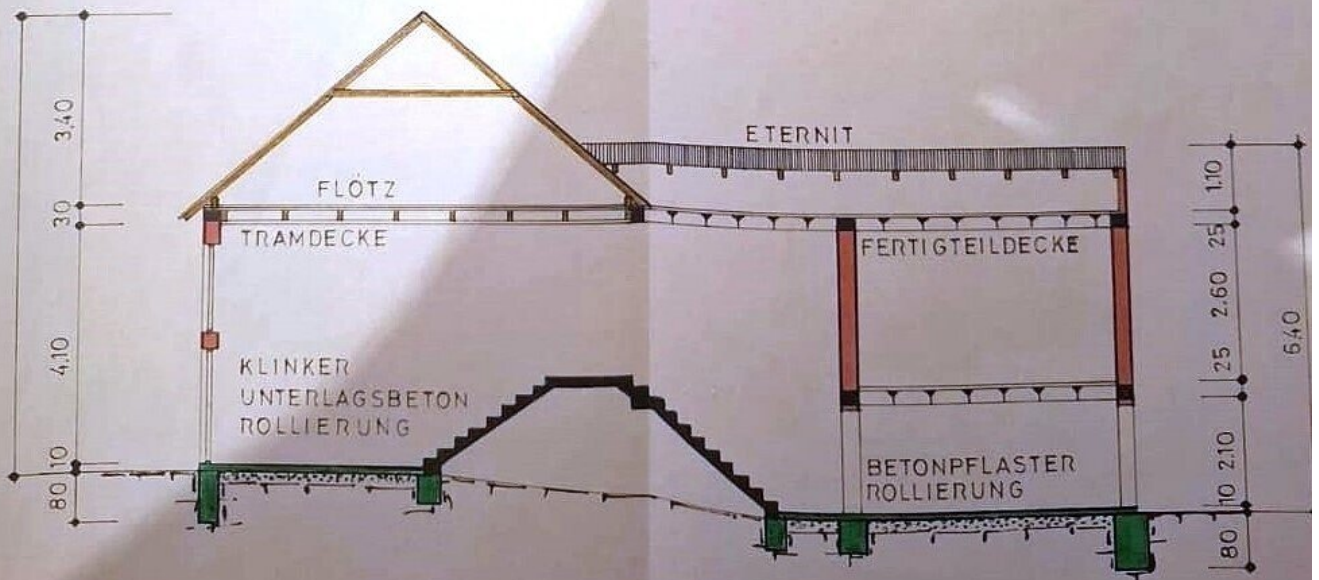 3,40
30
4,10
10
80
FLÖTZ
TRAMDECKE
KLINKER
UNTERLAGSBETON
ROLLIERUNG
ETERNIT
FERTIGTEILDECKE
BETONPFLASTER
ROLLIERUNG
1.10
25
2.60
25
2.10
10
80
6,40